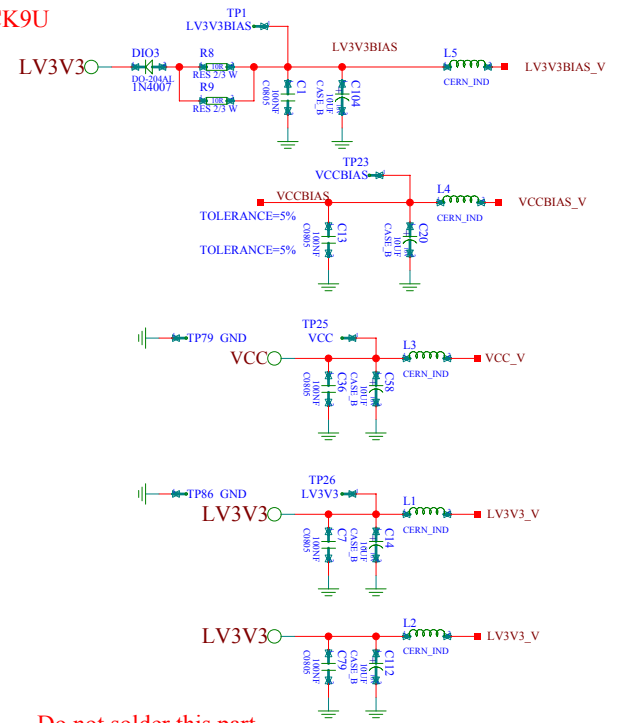 CK9U
TP1
LV3V3BIAS
LV3V3BIAS
LV3V3
DIO3
DO-204AL
1N4007
R8
10R
RES 2/3 W
R9
10R
RES 2/3 W
C1
100NF
C0805
C104
10UF
CASE_B
L5
CERN_IND
LV3V3BIAS_V
TP23
VCCBIAS
VCCBIAS
TOLERANCE=5%
TOLERANCE=5%
C13
100NF
C0805
C20
10UF
CASE_B
L4
CERN_IND
VCCBIAS_V
TP79 GND
TP25
VCC
VCC
C36
100NF
C0805
C58
10UF
CASE_B
L3
CERN_IND
VCC_V
TP86 GND
TP26
LV3V3
LV3V3
C7
100NF
C0805
C14
10UF
CASE_B
L1
CERN_IND
LV3V3_V
LV3V3
C79
100NF
C0805
C112
10UF
CASE_B
L2
CERN_IND
LV3V3_V
Do not solder this part